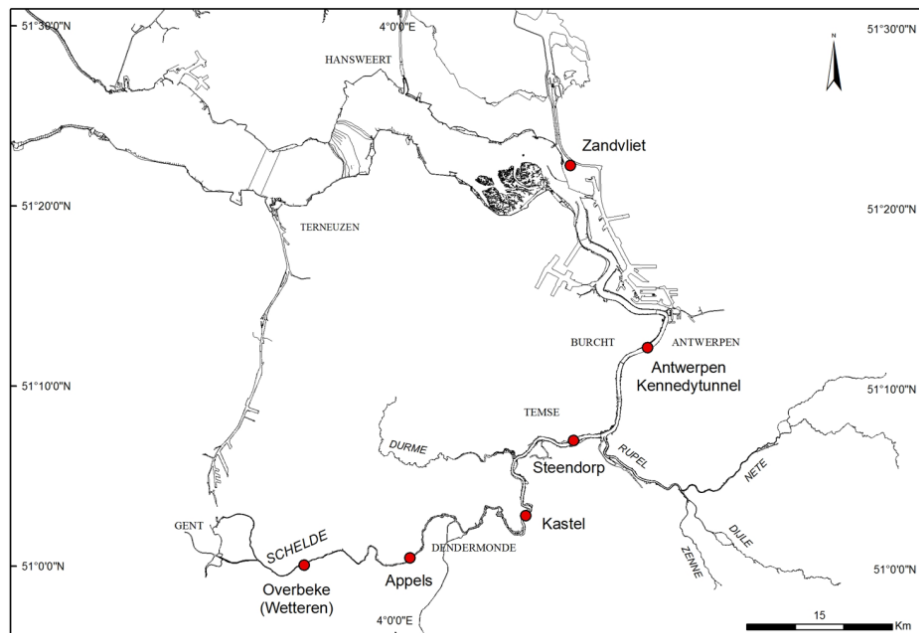 51°30'0"N
4°0'0"E
51°30'0"N
N
HANSWEERT
Zandvliet
51°20'0"N
51°20'0"N
TERNEUZEN
BURCHT
ANTWERPEN
Antwerpen
Kennedytunnel
51°10'0"N
51°10'0"N
TEMSE
DURME
Steendorp
RUPEL
NETE
Kastel
GENT
SCHELDE
DENDERMONDE
DIJLE
ZENNE
51°0'0"N
51°0'0"N
Appels
Overbeke
(Wetteren)
4°0'0"E
15
Km